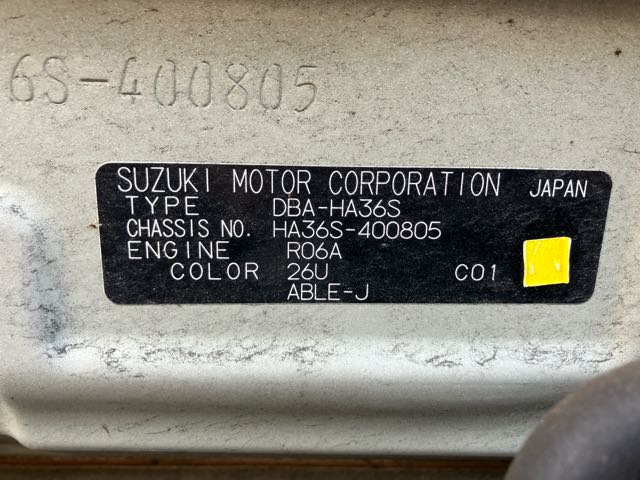 6S-400805
SUZUKI MOTOR CORPORATION JAPAN
TYPE DBA-HA36S
CHASSIS NO. HA36S-400805
ENGINE R06A
COLOR 26U C01
ABLE-J